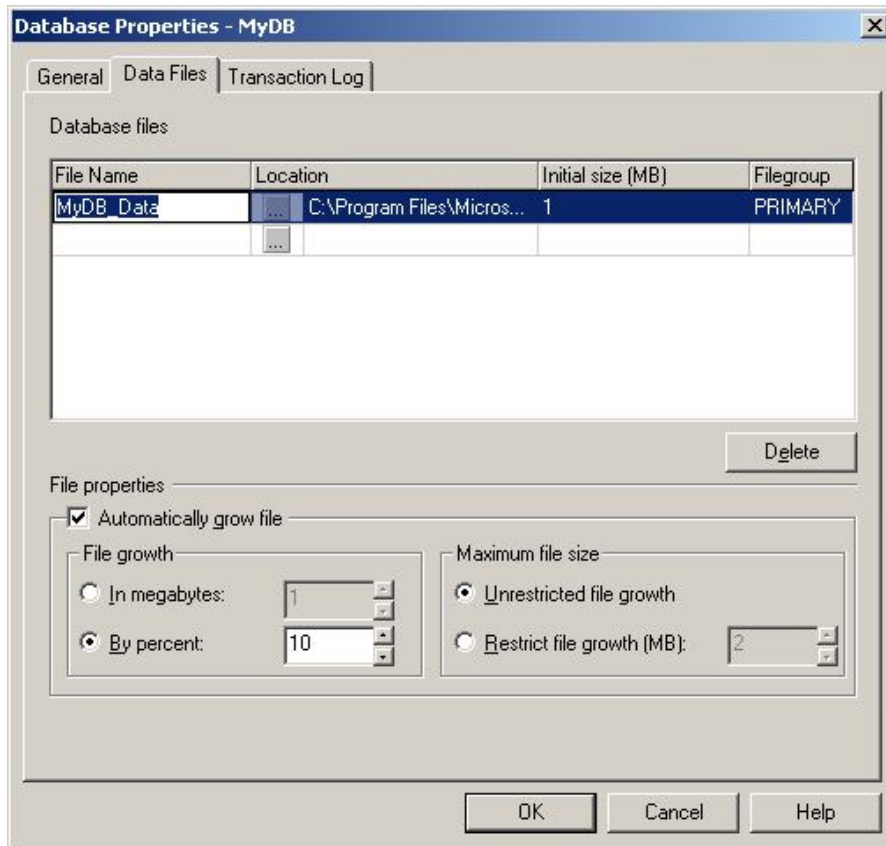 Database Properties - MyDB
General Data Files Transaction Log
Database files
File Name Location Initial size (MB) Filegroup
MyDB_Data ... C:\Program Files\Micros... 1 PRIMARY
...
Delete
File properties
Automatically grow file
File growth Maximum file size
In megabytes: 1 Unrestricted file growth
By percent: 10 Restrict file growth (MB): 2
OK Cancel Help